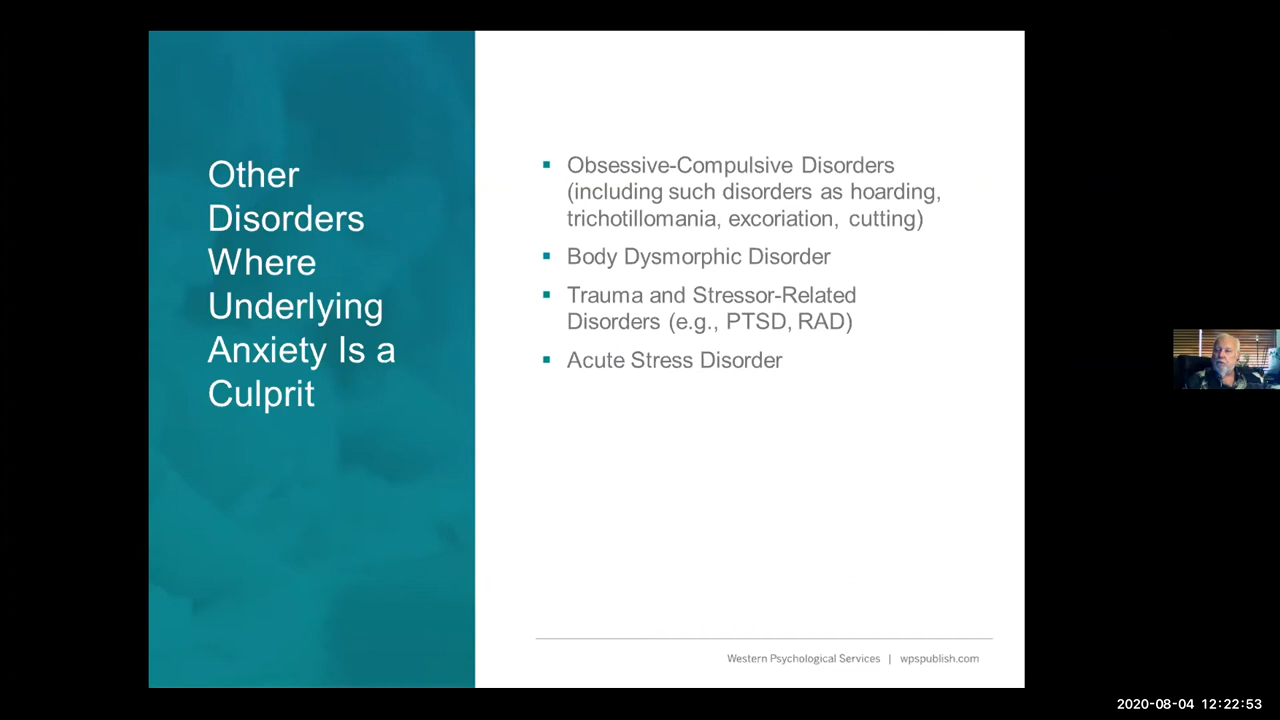 Other
Disorders
Where
Underlying
Anxiety Is a
Culprit
▪ Obsessive-Compulsive Disorders
(including such disorders as hoarding,
trichotillomania, excoriation, cutting)
▪ Body Dysmorphic Disorder
▪ Trauma and Stressor-Related
Disorders (e.g., PTSD, RAD)
▪ Acute Stress Disorder
Western Psychological Services | wpspublish.com
2020-08-04 12:22:53